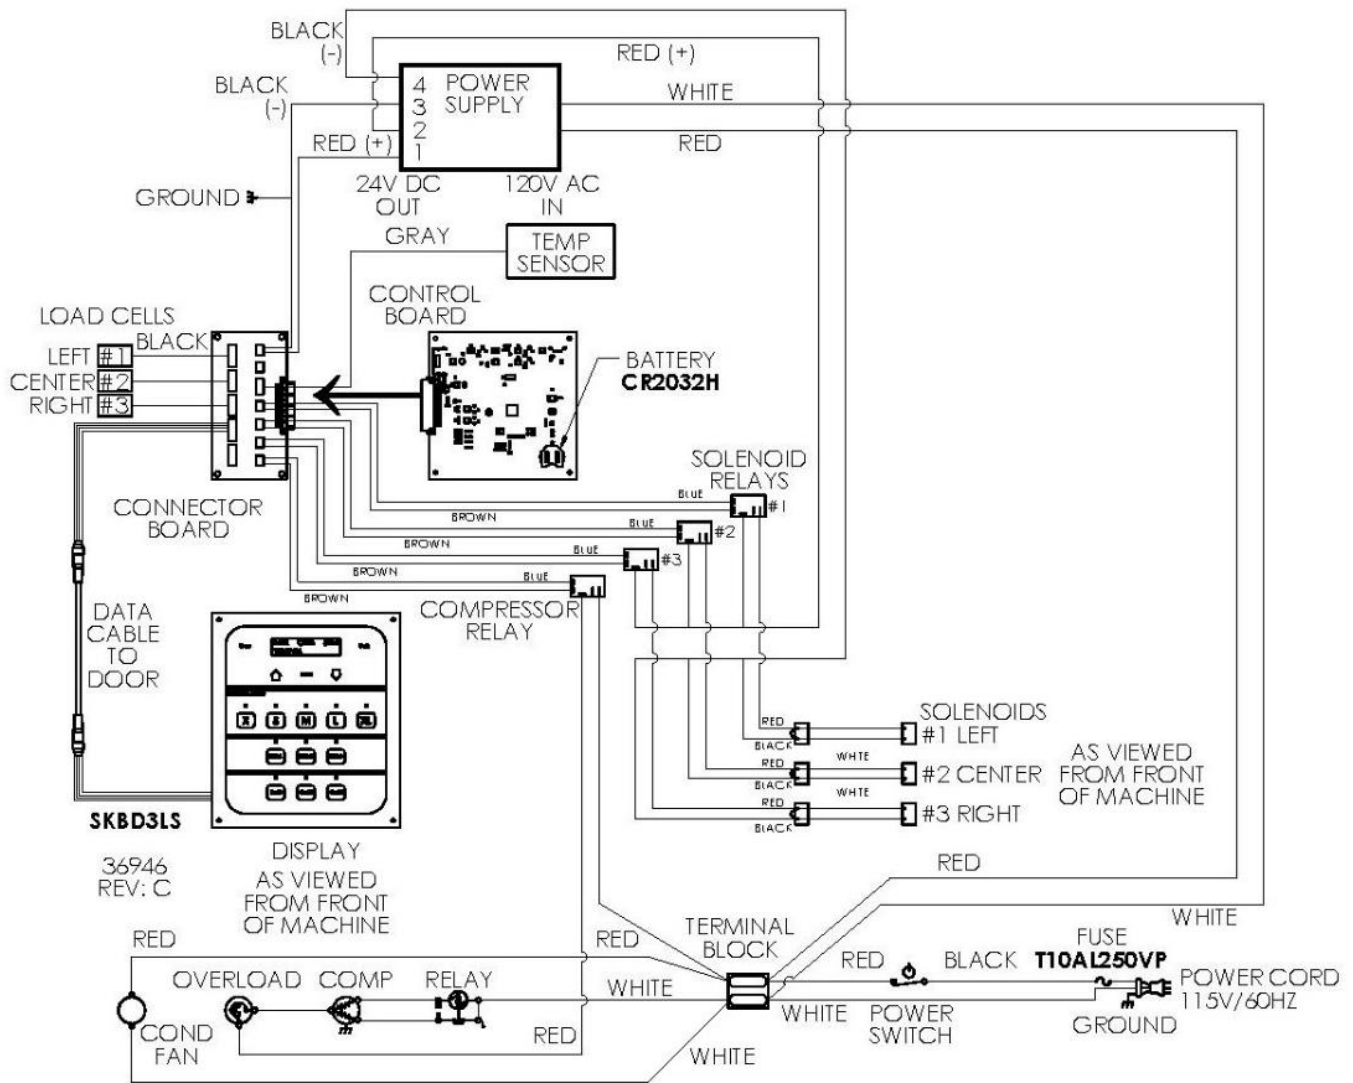 BLACK
(-)
RED (+)
BLACK
(-)
4
3
2
1
POWER
SUPPLY
WHITE
RED (+)
RED
24V DC
OUT
120V AC
IN
GROUND
GRAY
TEMP
SENSOR
LOAD CELLS
BLACK
LEFT #1
CENTER #2
RIGHT #3
CONTROL
BOARD
BATTERY
CR2032H
CONNECTOR
BOARD
SOLENOID
RELAYS
BLUE
#1
BROWN
BLUE
#2
BROWN
BLUE
#3
BROWN
BLUE
BROWN
COMPRESSOR
RELAY
DATA
CABLE
TO
DOOR
X S M L XL
SKBD3LS
36946
REV: C
DISPLAY
AS VIEWED
FROM FRONT
OF MACHINE
SOLENOIDS
RED
#1 LEFT
BLACK
WHITE
RED
#2 CENTER
BLACK
WHITE
RED
#3 RIGHT
BLACK
AS VIEWED
FROM FRONT
OF MACHINE
RED
WHITE
RED
RED
TERMINAL
BLOCK
RED
BLACK
FUSE
T10AL250VP
POWER CORD
115V/60HZ
OVERLOAD
COMP
RELAY
WHITE
WHITE
POWER
SWITCH
GROUND
COND
FAN
RED
WHITE